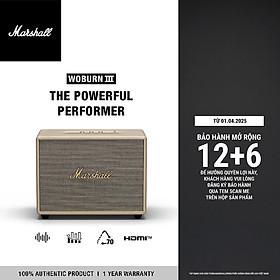 Marshall
WOBURN III
THE POWERFUL
PERFORMER
Marshall
70
HDMI
100% AUTHENTIC PRODUCT | 1 YEAR WARRANTY
TỪ 01.04.2025
BẢO HÀNH MỞ RỘNG
12+6
ĐỂ HƯỞNG QUYỀN LỢI NÀY,
KHÁCH HÀNG VUI LÒNG
ĐĂNG KÝ BẢO HÀNH
QUA TEM SCAN ME
TRÊN HỘP SẢN PHẨM